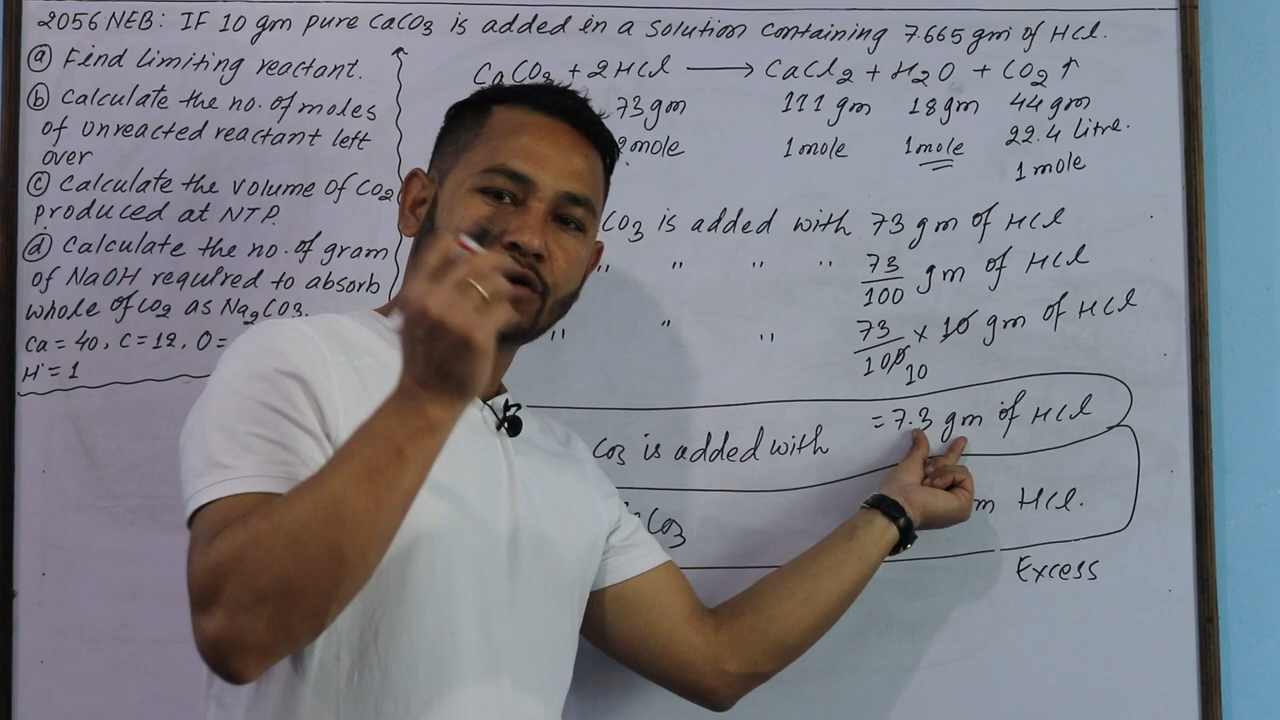 2056 NEB: IF 10 gm pure CaCO3 is added in a solution containing 7.665 gm of HCl.
ⓐ Find limiting reactant.
ⓑ Calculate the no. of moles
of unreacted reactant left
over
ⓒ Calculate the volume of CO2
produced at NTP.
ⓓ Calculate the no. of gram
of NaOH required to absorb
whole of CO2 as Na2CO3.
Ca = 40, C = 12, O =
H = 1
CaCO3 + 2HCl ⟶ CaCl2 + H2O + CO2 ↑
73 gm 111 gm 18 gm 44 gm
2 mole 1 mole 1 mole 22.4 litre.
1 mole
CO3 is added with 73 gm of HCl
" " " " 73/100 gm of HCl
" " " 73/100 × 10 gm of HCl
10
= 7.3 gm of HCl
CO3 is added with
CO3 m HCl.
Excess